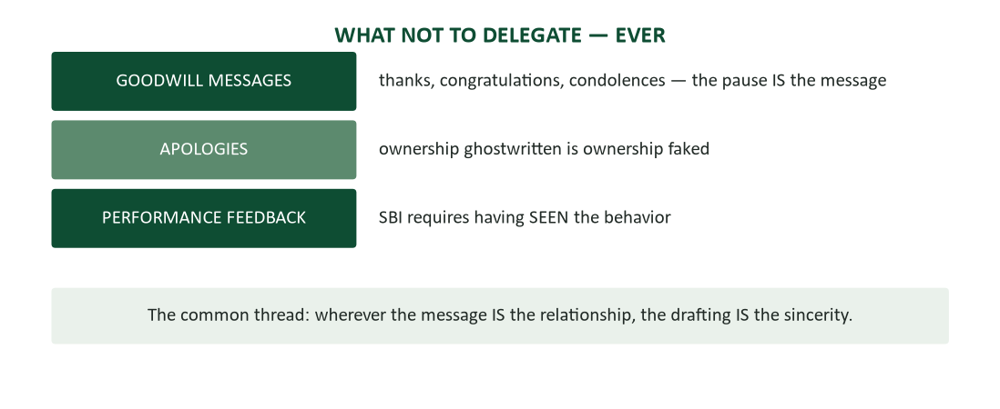 WHAT NOT TO DELEGATE — EVER
GOODWILL MESSAGES
thanks, congratulations, condolences — the pause IS the message
APOLOGIES
ownership ghostwritten is ownership faked
PERFORMANCE FEEDBACK
SBI requires having SEEN the behavior
The common thread: wherever the message IS the relationship, the drafting IS the sincerity.